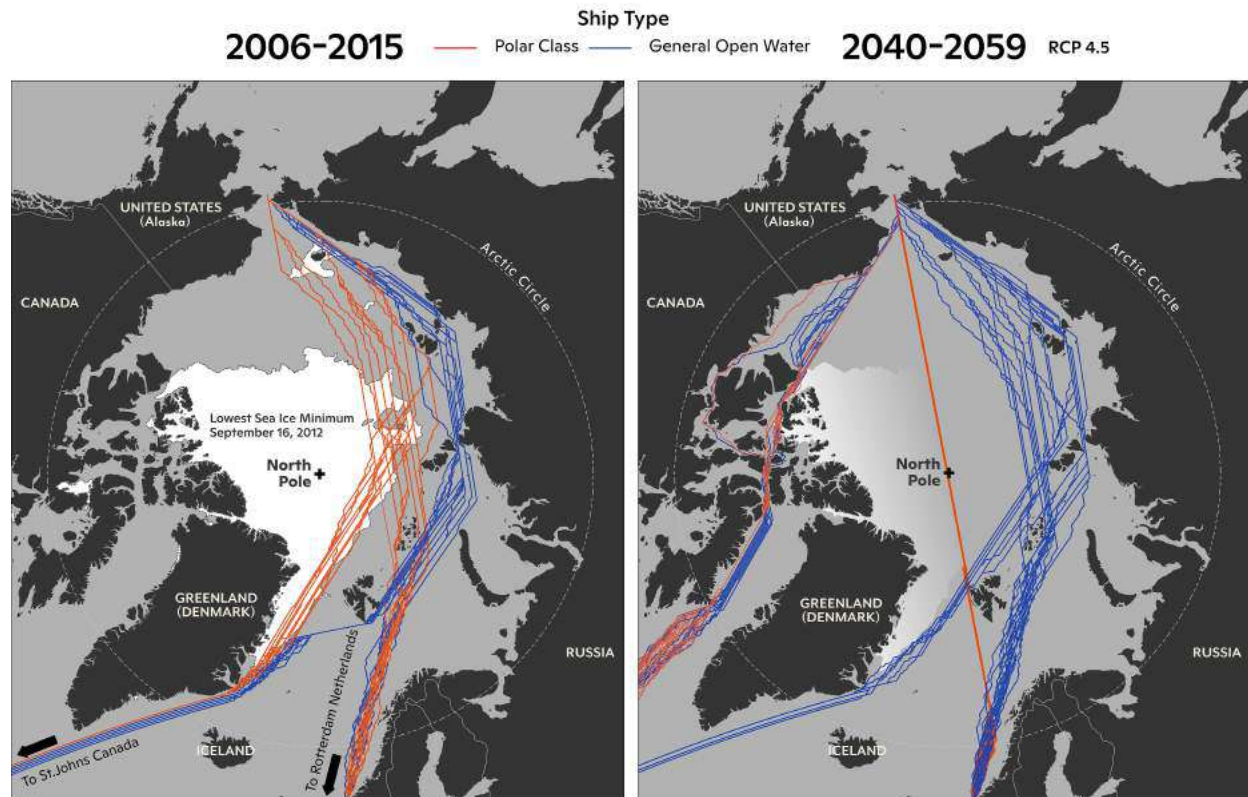 Ship Type
2006–2015
Polar Class
General Open Water
2040–2059
RCP 4.5
UNITED STATES
(Alaska)
Arctic Circle
CANADA
Lowest Sea Ice Minimum
September 16, 2012
North
Pole
GREENLAND
(DENMARK)
RUSSIA
ICELAND
To St.Johns Canada
To Rotterdam Netherlands
UNITED STATES
(Alaska)
Arctic Circle
CANADA
North
Pole
GREENLAND
(DENMARK)
RUSSIA
ICELAND